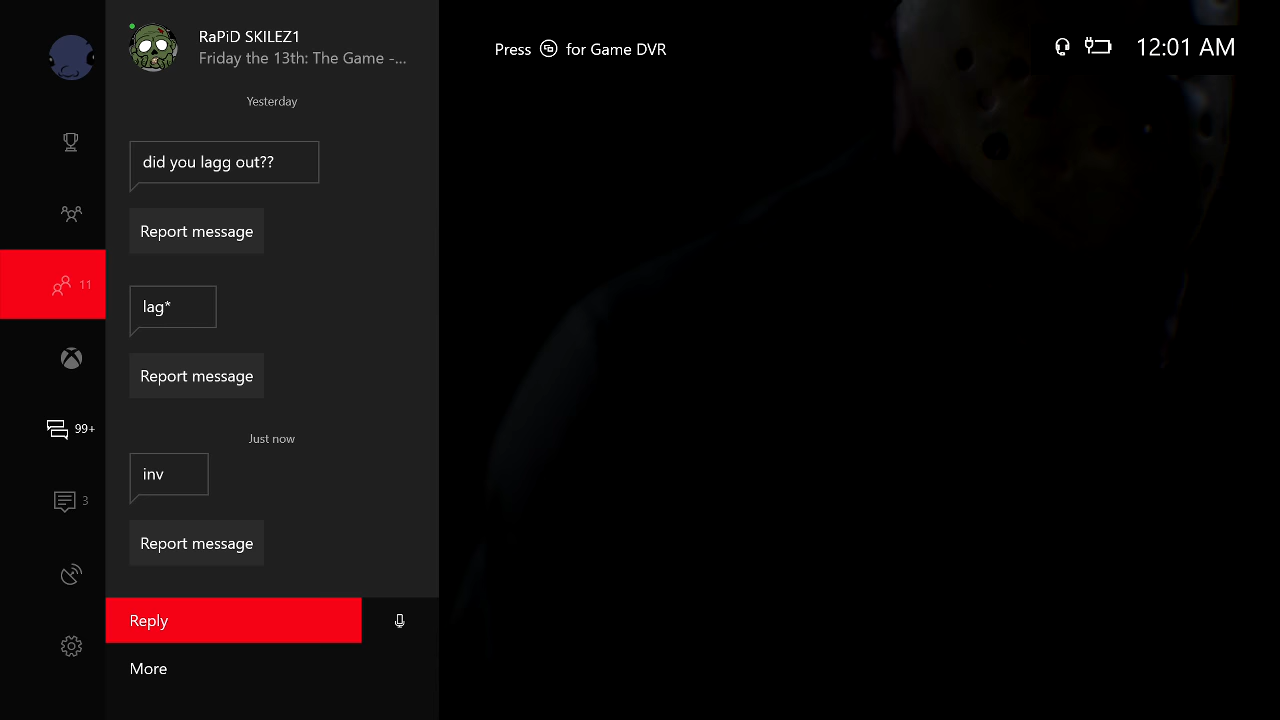 RaPiD SKILEZ1
Friday the 13th: The Game -...
Press for Game DVR
12:01 AM
Yesterday
did you lagg out??
Report message
11
lag*
Report message
99+
Just now
inv
3
Report message
Reply
More